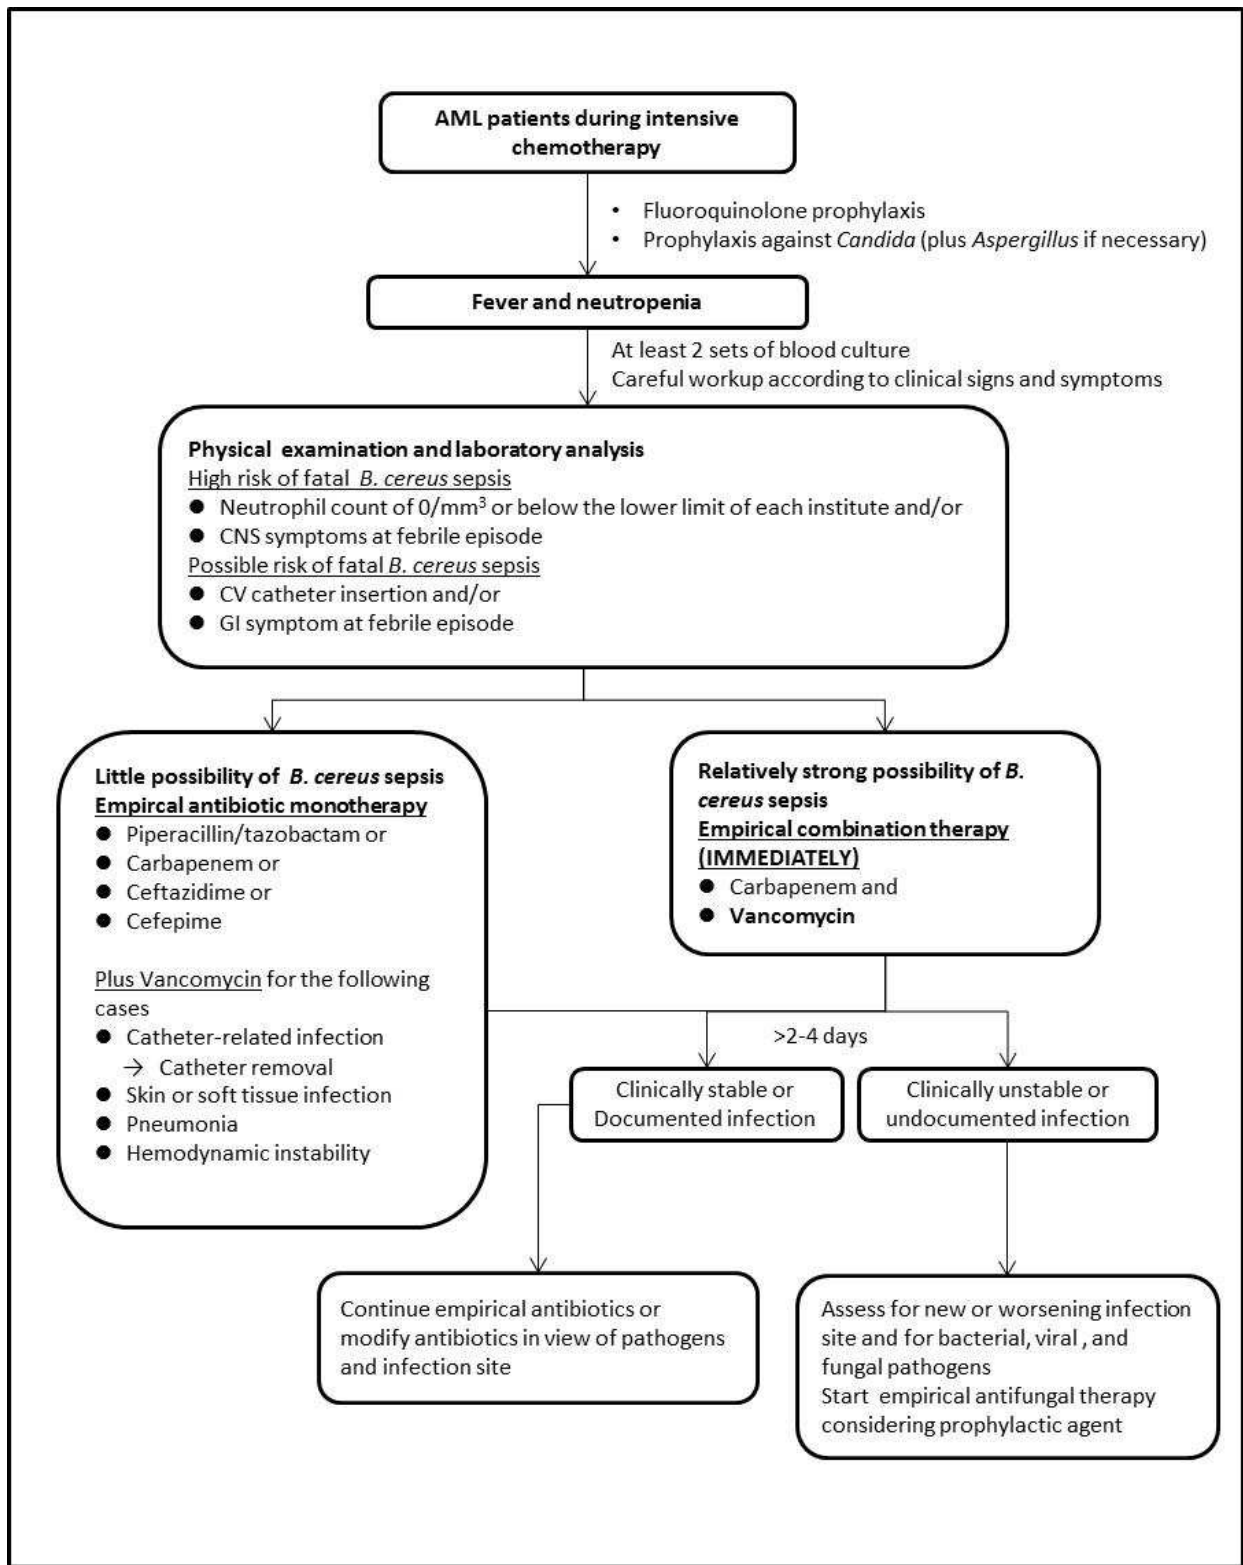 AML patients during intensive
chemotherapy
• Fluoroquinolone prophylaxis
• Prophylaxis against Candida (plus Aspergillus if necessary)
Fever and neutropenia
At least 2 sets of blood culture
Careful workup according to clinical signs and symptoms
Physical examination and laboratory analysis
High risk of fatal B. cereus sepsis
● Neutrophil count of 0/mm³ or below the lower limit of each institute and/or
● CNS symptoms at febrile episode
Possible risk of fatal B. cereus sepsis
● CV catheter insertion and/or
● GI symptom at febrile episode
Little possibility of B. cereus sepsis
Empircal antibiotic monotherapy
● Piperacillin/tazobactam or
● Carbapenem or
● Ceftazidime or
● Cefepime
Plus Vancomycin for the following
cases
● Catheter-related infection
→ Catheter removal
● Skin or soft tissue infection
● Pneumonia
● Hemodynamic instability
Relatively strong possibility of B.
cereus sepsis
Empirical combination therapy
(IMMEDIATELY)
● Carbapenem and
● Vancomycin
>2-4 days
Clinically stable or
Documented infection
Clinically unstable or
undocumented infection
Continue empirical antibiotics or
modify antibiotics in view of pathogens
and infection site
Assess for new or worsening infection
site and for bacterial, viral , and
fungal pathogens
Start empirical antifungal therapy
considering prophylactic agent